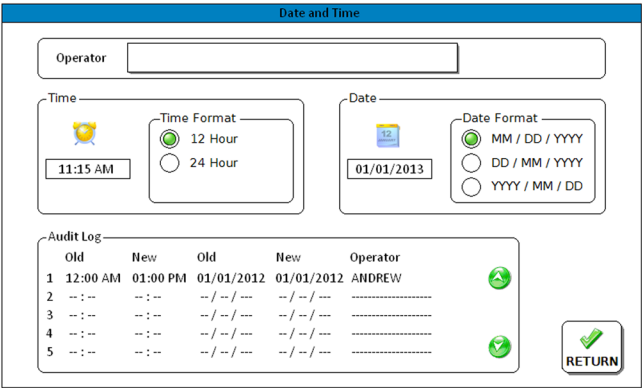 Date and Time
Operator
Time
Time Format
12 Hour
24 Hour
11:15 AM
Date
12
Date Format
MM / DD / YYYY
DD / MM / YYYY
YYYY / MM / DD
01/01/2013
Audit Log
Old New Old New Operator
1 12:00 AM 01:00 PM 01/01/2012 01/01/2012 ANDREW
2 -- : -- -- : -- -- / -- / --- -- / -- / --- --------------------
3 -- : -- -- : -- -- / -- / --- -- / -- / --- --------------------
4 -- : -- -- : -- -- / -- / --- -- / -- / --- --------------------
5 -- : -- -- : -- -- / -- / --- -- / -- / --- --------------------
RETURN